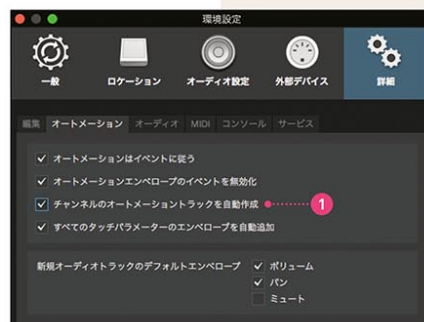 環境設定
一般 ロケーション オーディオ設定 外部デバイス 詳細
編集 オートメーション オーディオ MIDI コンソール サービス
オートメーションはイベントに従う
オートメーションエンベロープのイベントを無効化
チャンネルのオートメーショントラックを自動作成 1
すべてのタッチパラメーターのエンベロープを自動追加
新規オーディオトラックのデフォルトエンベロープ ボリューム
パン
ミュート